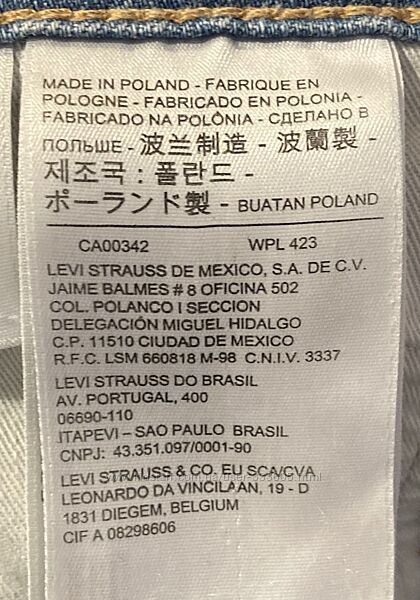 MADE IN POLAND - FABRIQUE EN
POLOGNE - FABRICADO EN POLONIA -
FABRICADO NA POLÔNIA - СДЕЛАНО В
ПОЛЬШЕ - 波兰制造 - 波蘭製 -
제조국 : 폴란드 -
ポーランド製 - BUATAN POLAND
CA00342 WPL 423
LEVI STRAUSS DE MEXICO, S.A. DE C.V.
JAIME BALMES # 8 OFICINA 502
COL. POLANCO I SECCION
DELEGACIÓN MIGUEL HIDALGO
C.P. 11510 CIUDAD DE MEXICO
R.F.C. LSM 660818 M-98 C.N.I.V. 3337
LEVI STRAUSS DO BRASIL
AV. PORTUGAL, 400
06690-110
ITAPEVI – SAO PAULO BRASIL
CNPJ: 43.351.097/0001-90
LEVI STRAUSS & CO. EU SCA/CVA
LEONARDO DA VINCILAAN, 19 - D
1831 DIEGEM, BELGIUM
CIF A 08298606